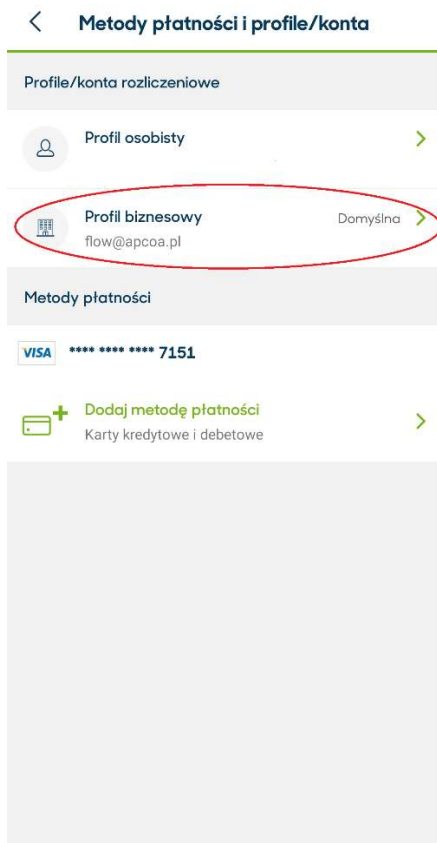 Metody płatności i profile/konta
Profile/konta rozliczeniowe
Profil osobisty
Profil biznesowy
Domyślna
flow@apcoa.pl
Metody płatności
VISA **** **** **** 7151
Dodaj metodę płatności
Karty kredytowe i debetowe